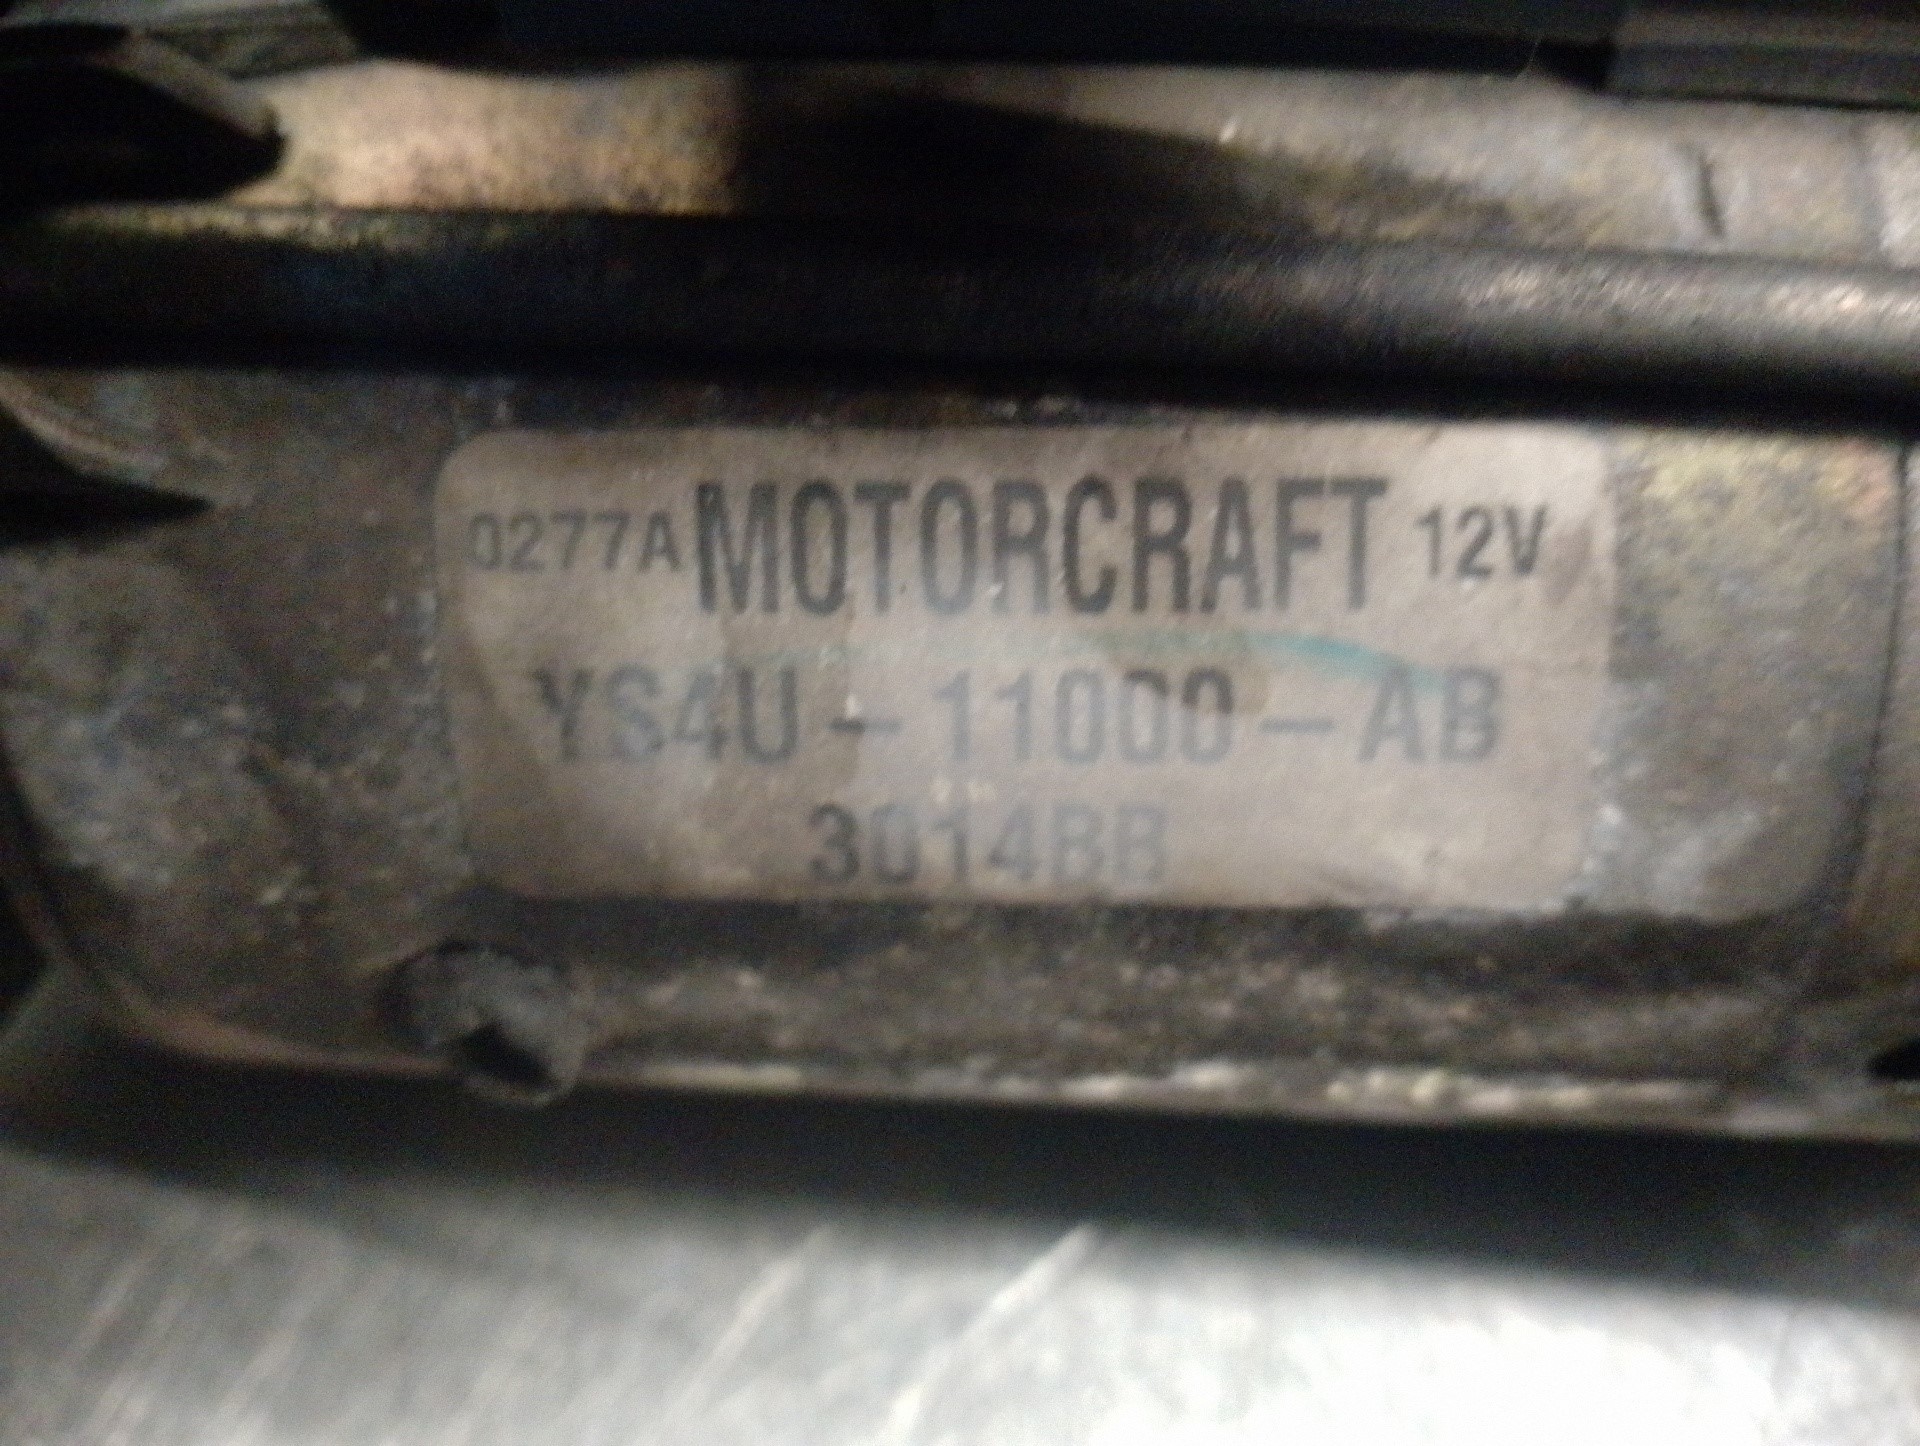 0277A MOTORCRAFT 12V
YS4U-11000-AB
3014BB